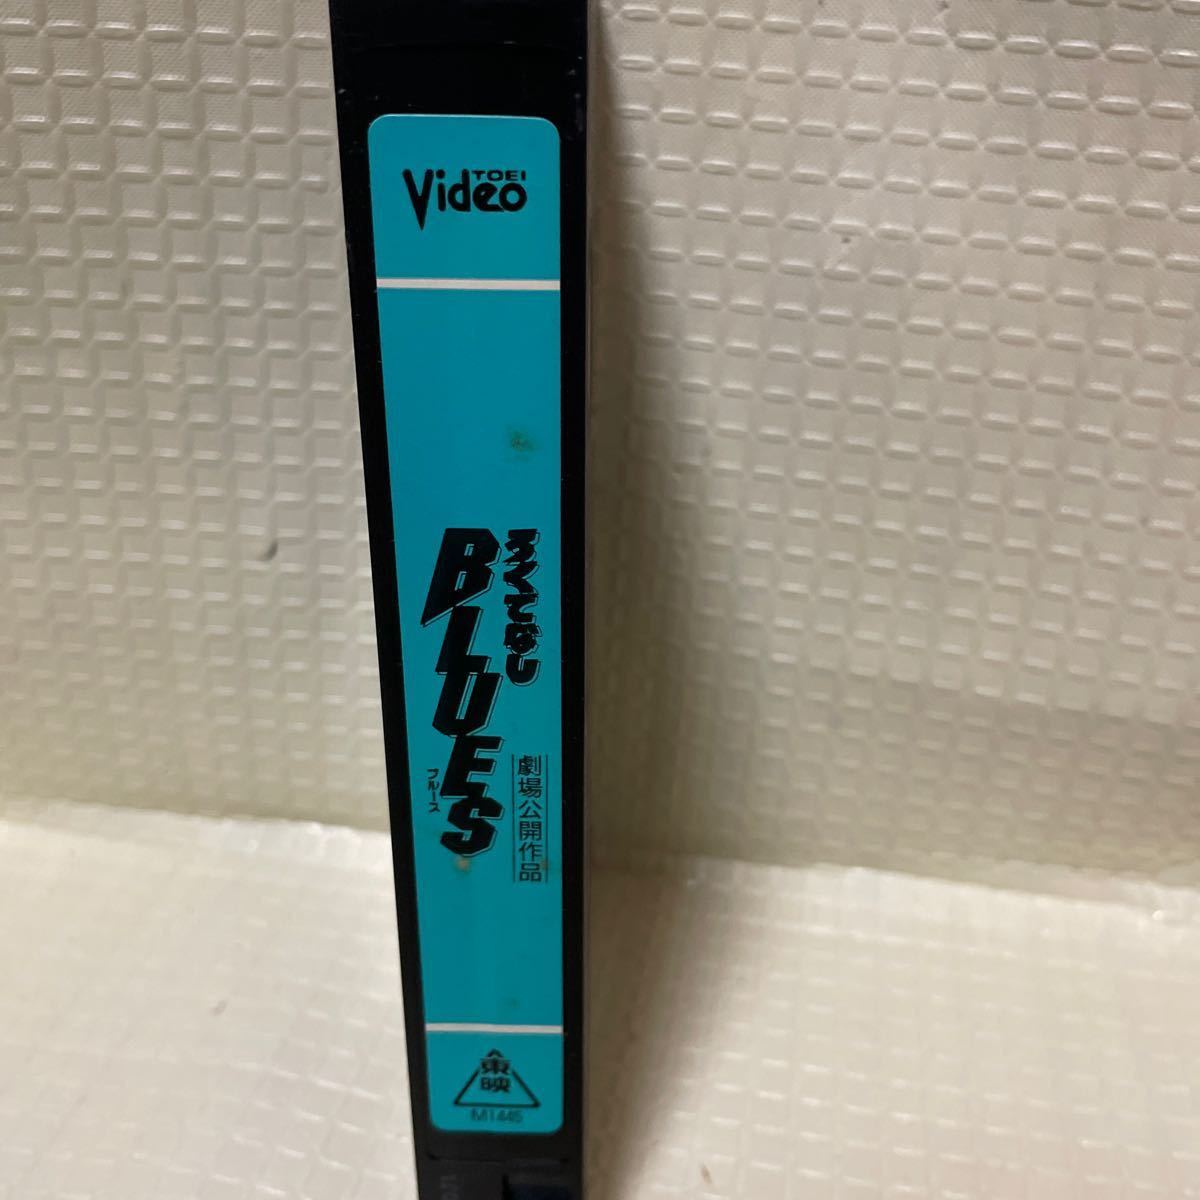 TOEI
Video
ろくでなし
BLUES
ブルース
劇場公開作品
東映
M1445